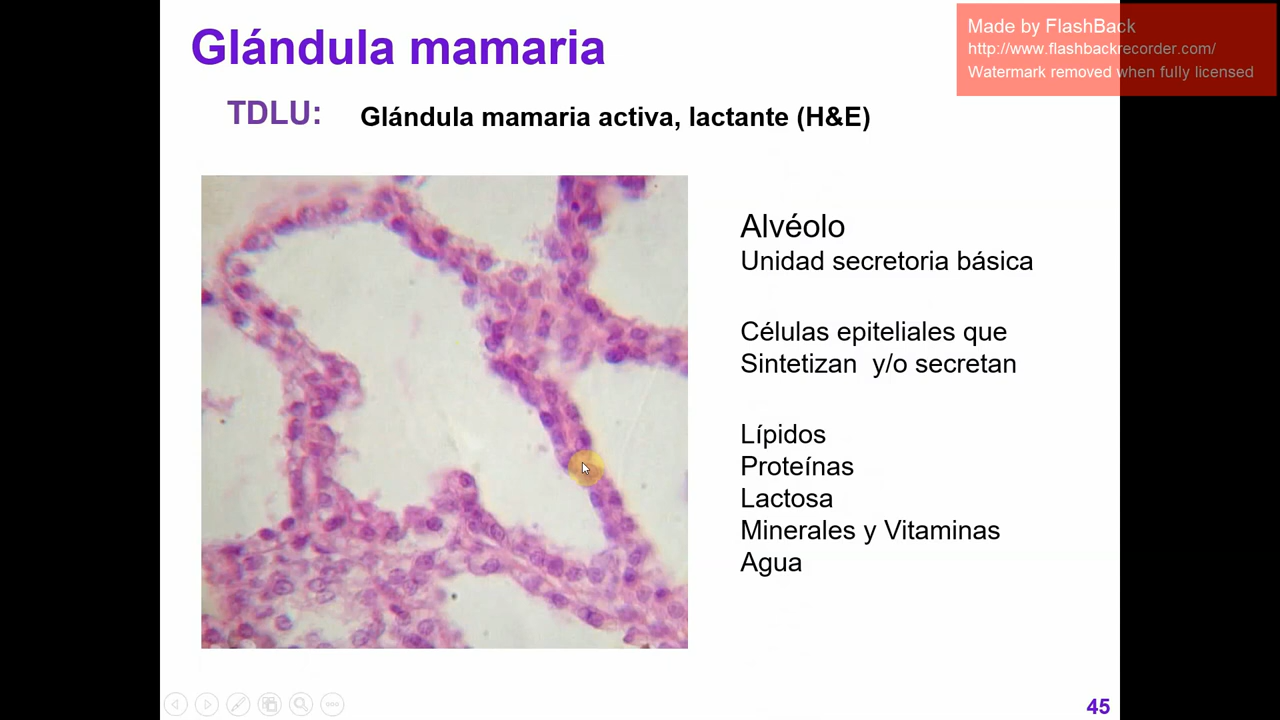 Glándula mamaria
Made by FlashBack
http://www.flashbackrecorder.com/
Watermark removed when fully licensed
TDLU: Glándula mamaria activa, lactante (H&E)
Alvéolo
Unidad secretoria básica
Células epiteliales que
Sintetizan y/o secretan
Lípidos
Proteínas
Lactosa
Minerales y Vitaminas
Agua
45